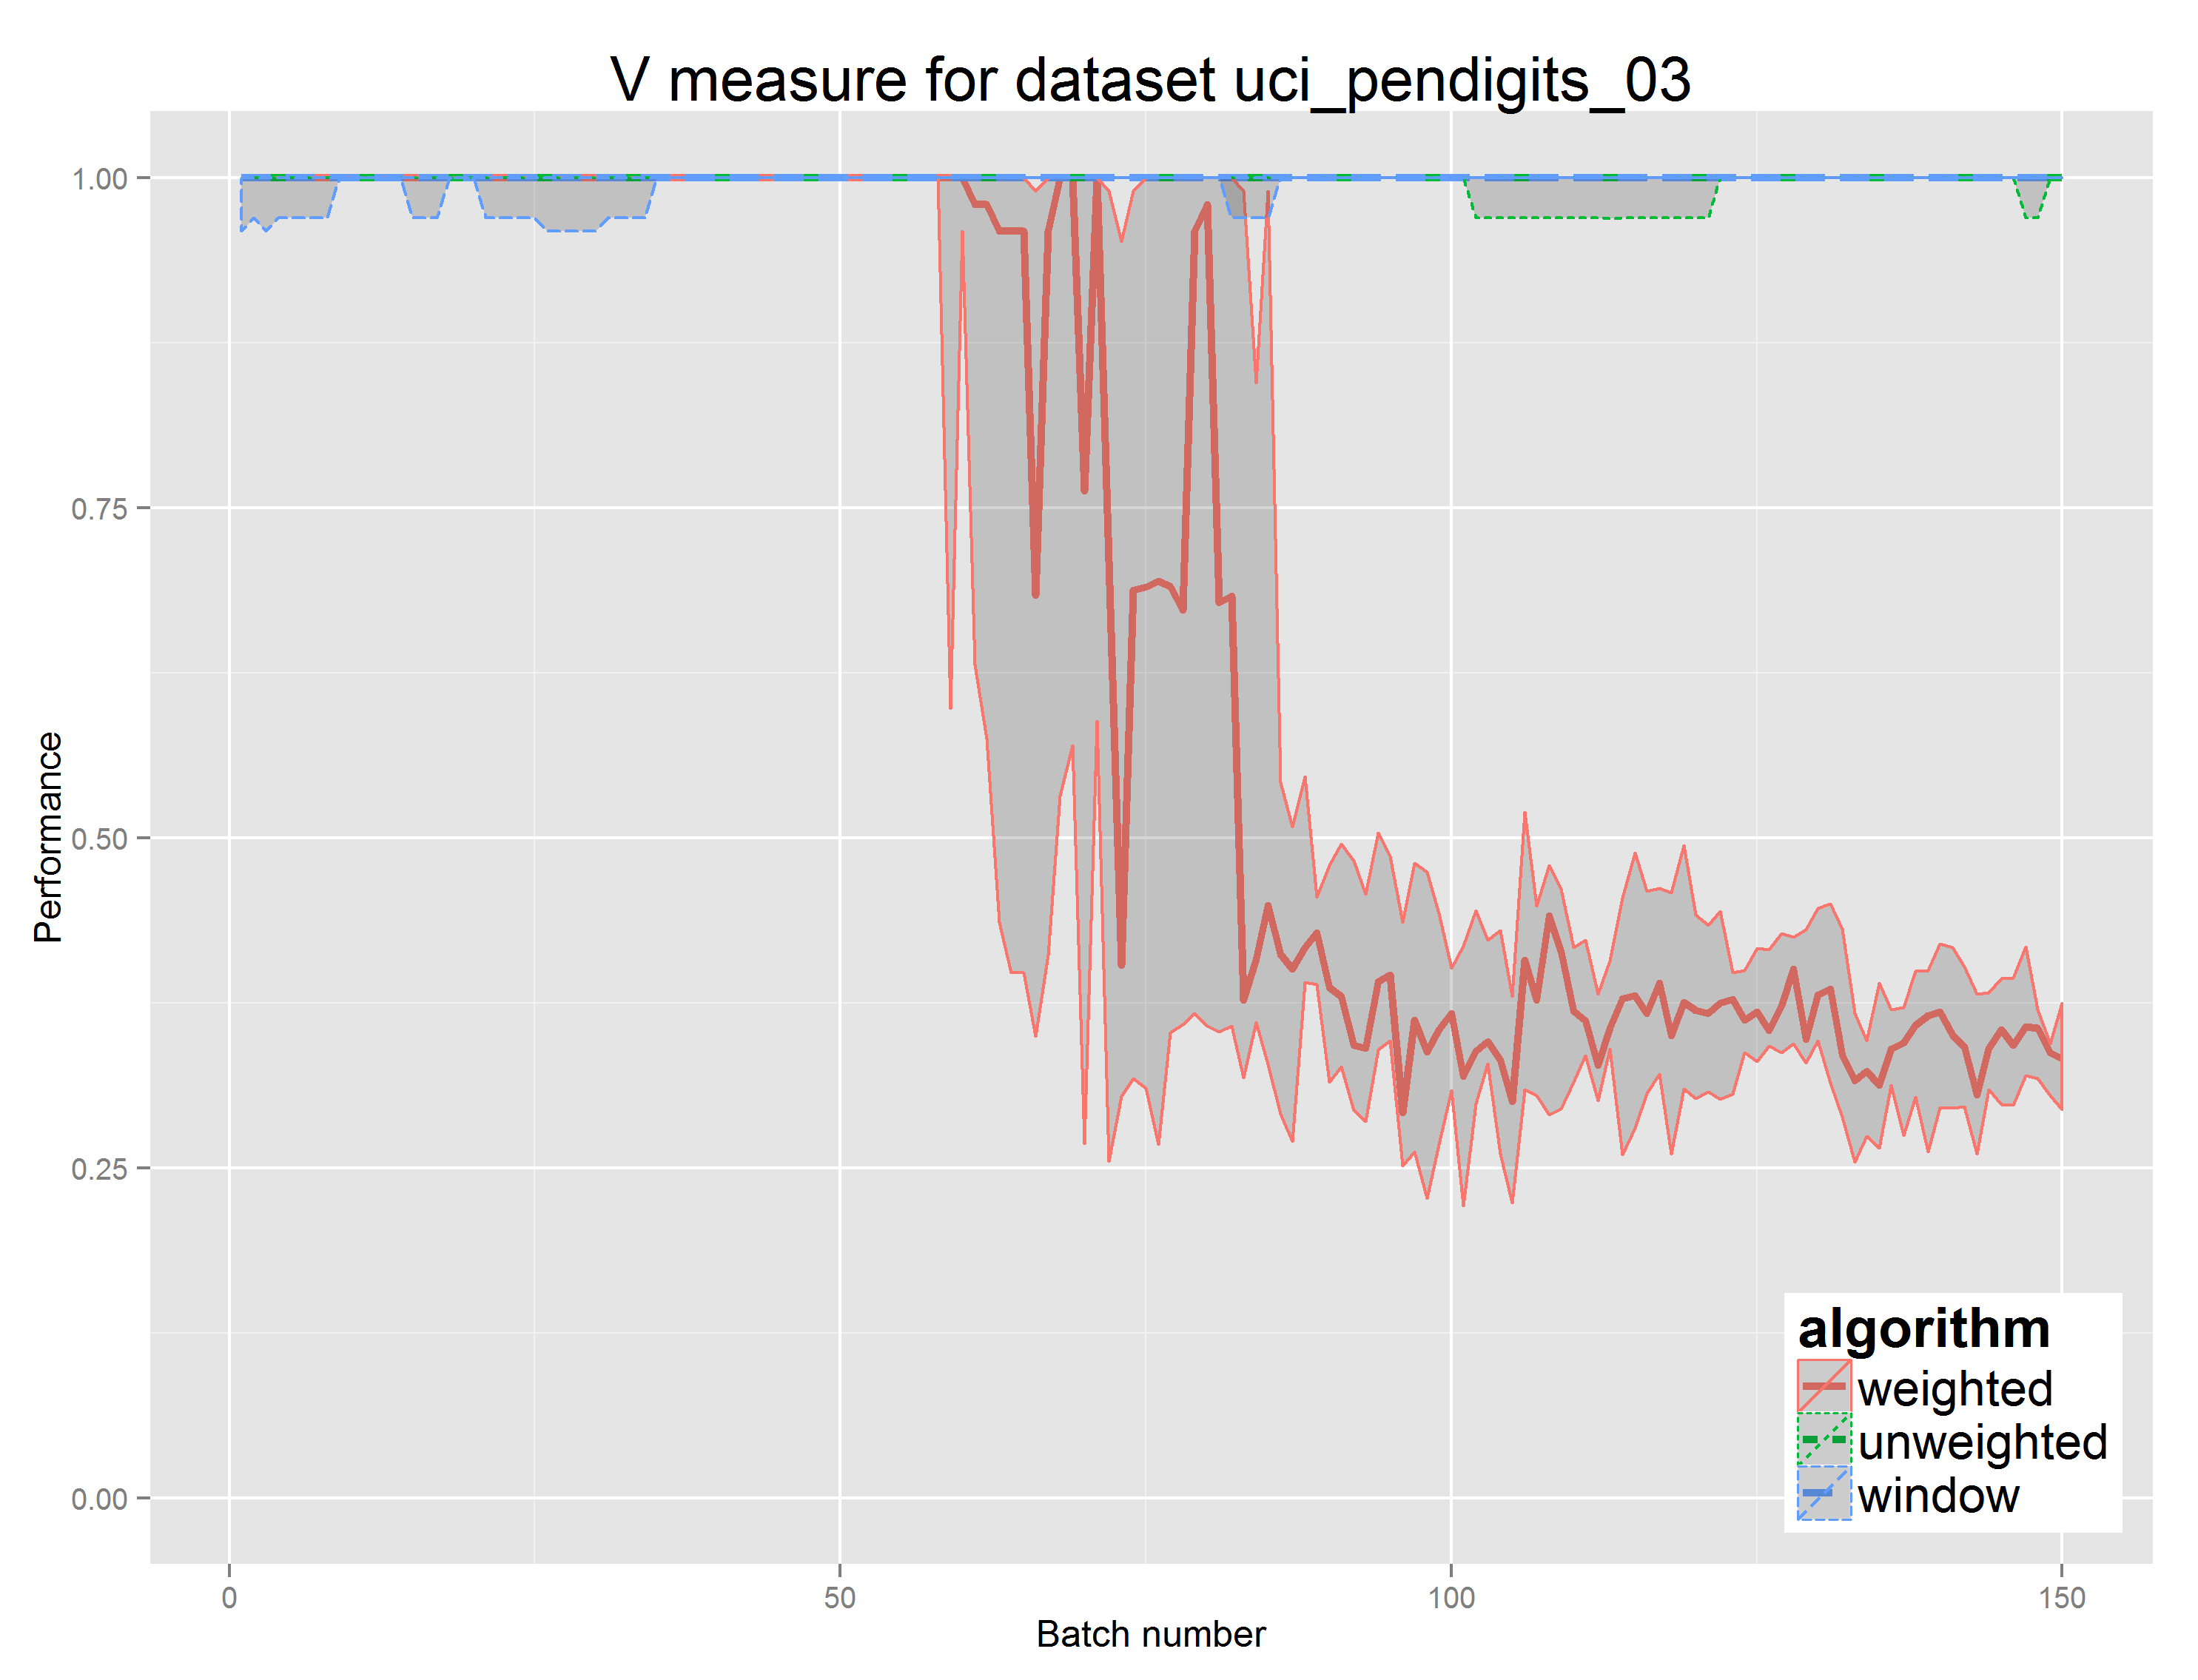 V measure for dataset uci_pendigits_03
1.00
0.75
0.50
0.25
0.00
Performance
0
50
100
150
Batch number
algorithm
weighted
unweighted
window